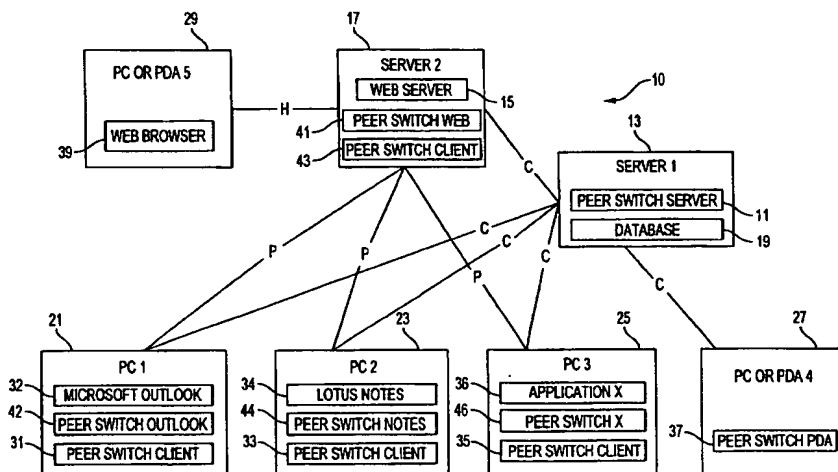 29
PC OR PDA 5
WEB BROWSER
39
H
17
SERVER 2
WEB SERVER
15
41
PEER SWITCH WEB
43
PEER SWITCH CLIENT
10
13
SERVER 1
PEER SWITCH SERVER
11
DATABASE
19
C
P
C
P
C
P
C
C
21
PC 1
32
MICROSOFT OUTLOOK
42
PEER SWITCH OUTLOOK
31
PEER SWITCH CLIENT
23
PC 2
34
LOTUS NOTES
44
PEER SWITCH NOTES
33
PEER SWITCH CLIENT
25
PC 3
36
APPLICATION X
46
PEER SWITCH X
35
PEER SWITCH CLIENT
27
PC OR PDA 4
37
PEER SWITCH PDA